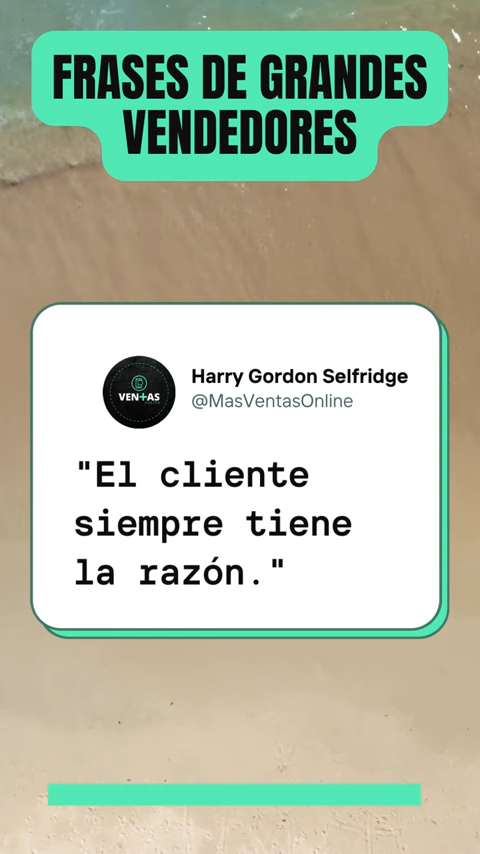 FRASES DE GRANDES
VENDEDORES
VEN+AS
Harry Gordon Selfridge
@MasVentasOnline
"El cliente
siempre tiene
la razón."